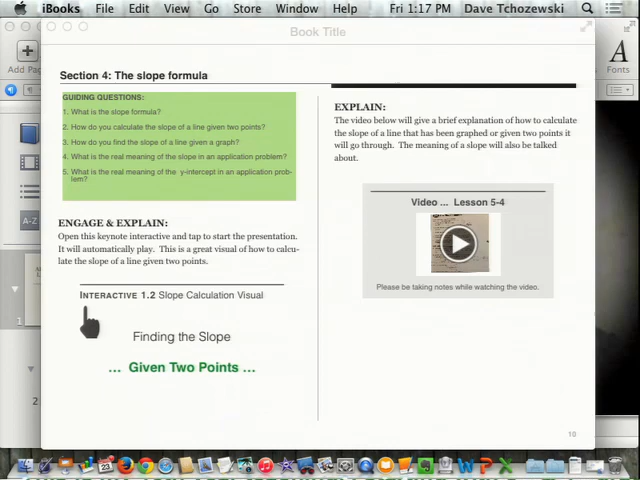 iBooks File Edit View Go Store Window Help Fri 1:17 PM Dave Tchozewski
Book Title
Add Pag
Fonts
Section 4: The slope formula
GUIDING QUESTIONS:
1. What is the slope formula?
2. How do you calculate the slope of a line given two points?
3. How do you find the slope of a line given a graph?
4. What is the real meaning of the slope in an application problem?
5. What is the real meaning of the y-intercept in an application prob-
lem?
ENGAGE & EXPLAIN:
Open this keynote interactive and tap to start the presentation.
It will automatically play. This is a great visual of how to calcu-
late the slope of a line given two points.
INTERACTIVE 1.2 Slope Calculation Visual
Finding the Slope
... Given Two Points ...
EXPLAIN:
The video below will give a brief explanation of how to calculate
the slope of a line that has been graphed or given two points it
will go through. The meaning of a slope will also be talked
about.
Video ... Lesson 5-4
Please be taking notes while watching the video.
10
A-Z
1
2
23